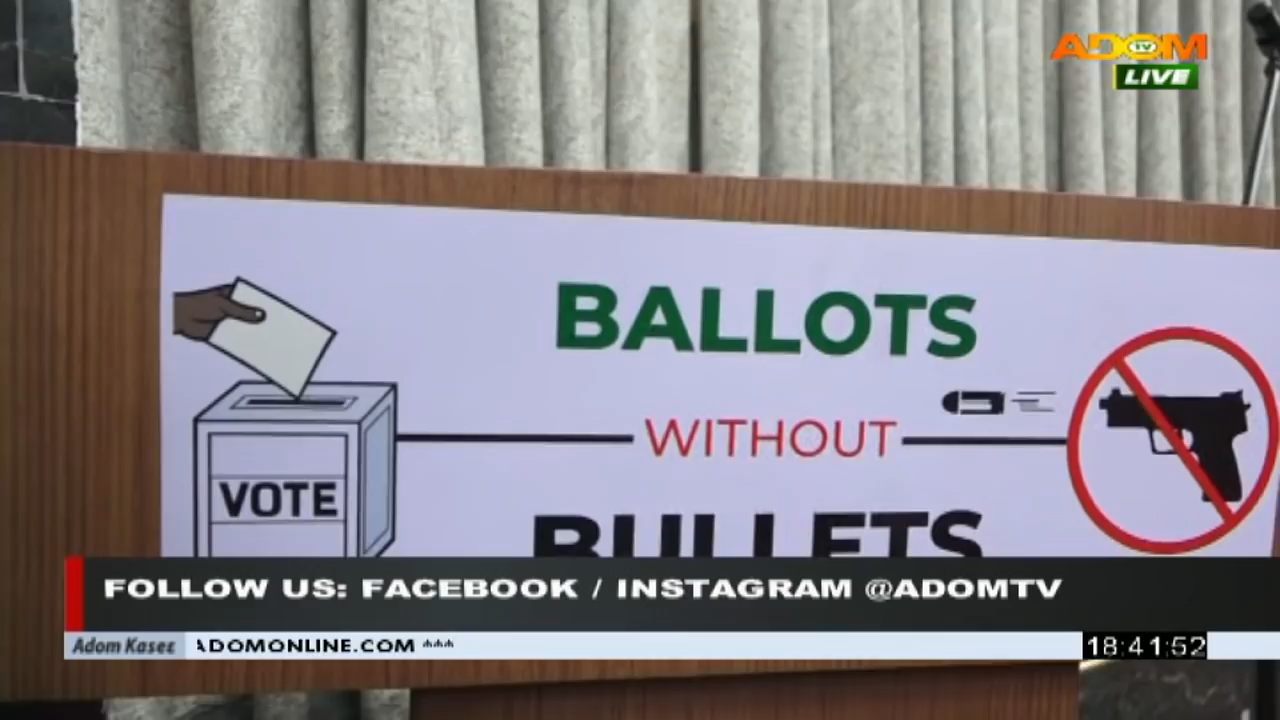 ADOM
TV
LIVE
BALLOTS
WITHOUT
VOTE
BULLETS
FOLLOW US: FACEBOOK / INSTAGRAM @ADOMTV
Adom Kasee
ADOMONLINE.COM ***
18:41:52